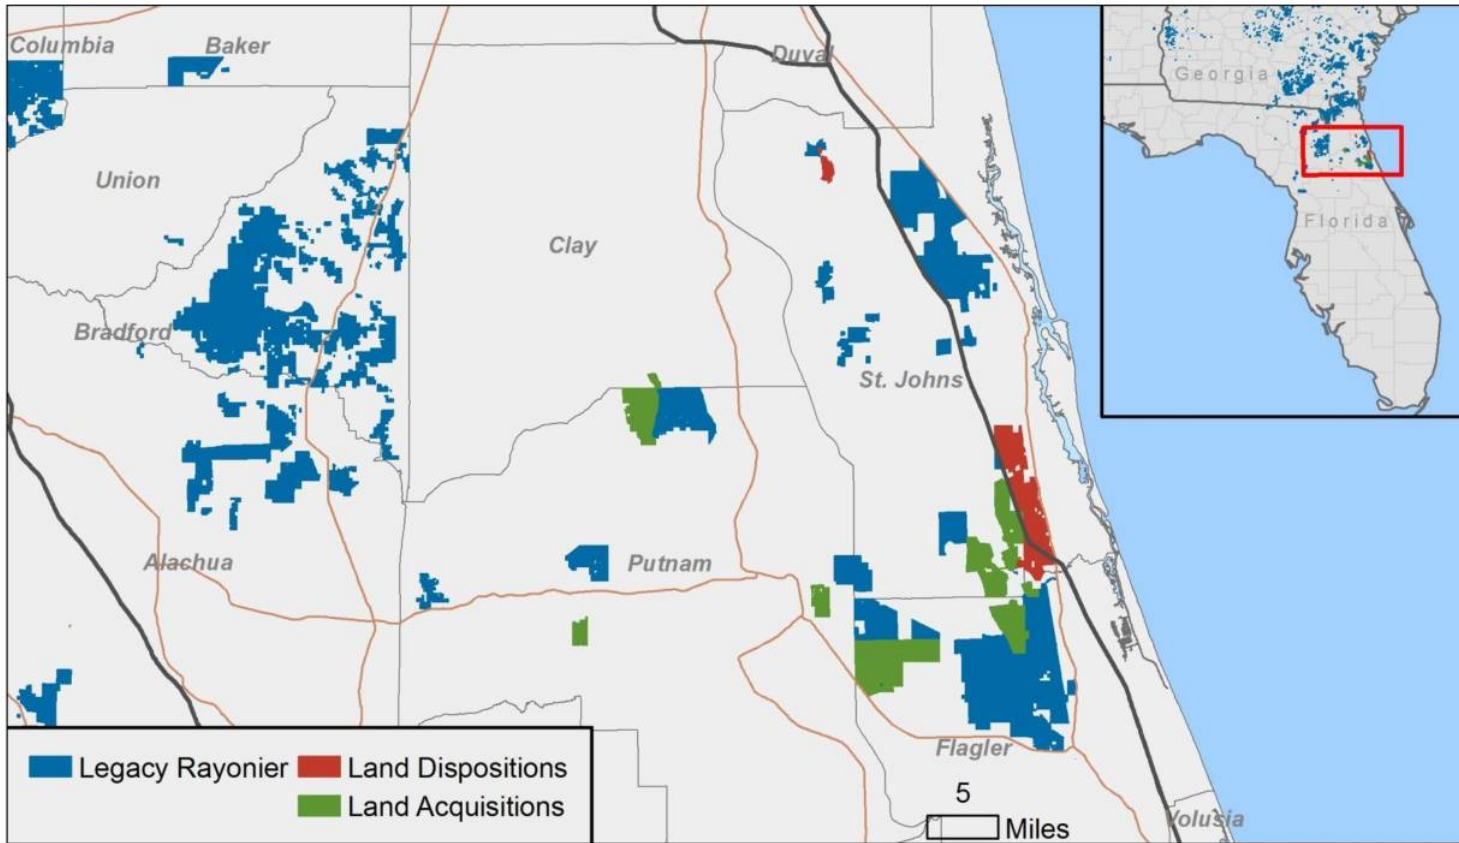 Columbia
Baker
Duval
Georgia
Union
Florida
Clay
Bradford
St. Johns
Alachua
Putnam
Flagler
Legacy Rayonier
Land Dispositions
Land Acquisitions
5
Miles
Volusia